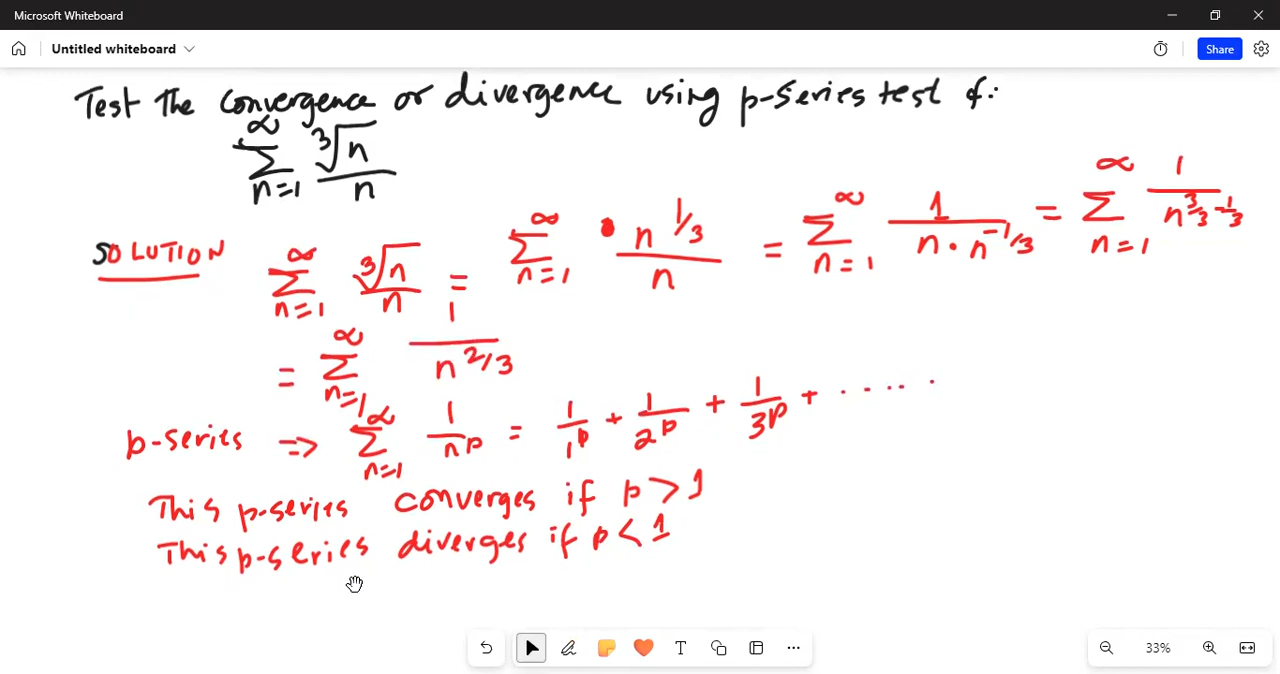 Microsoft Whiteboard
Untitled whiteboard
Share
Test the convergence or divergence using p-series test of:
∑_{n=1}^{∞} ∛n / n
SOLUTION
∑_{n=1}^{∞} ∛n / n = ∑_{n=1}^{∞} n^{1/3} / n = ∑_{n=1}^{∞} 1 / (n · n^{-1/3}) = ∑_{n=1}^{∞} 1 / n^{3/3 - 1/3}
= ∑_{n=1}^{∞} 1 / n^{2/3}
p-series ⇒ ∑_{n=1}^{∞} 1 / n^p = 1/1^p + 1/2^p + 1/3^p + .....
This p-series converges if p > 1
This p-series diverges if p < 1
33%